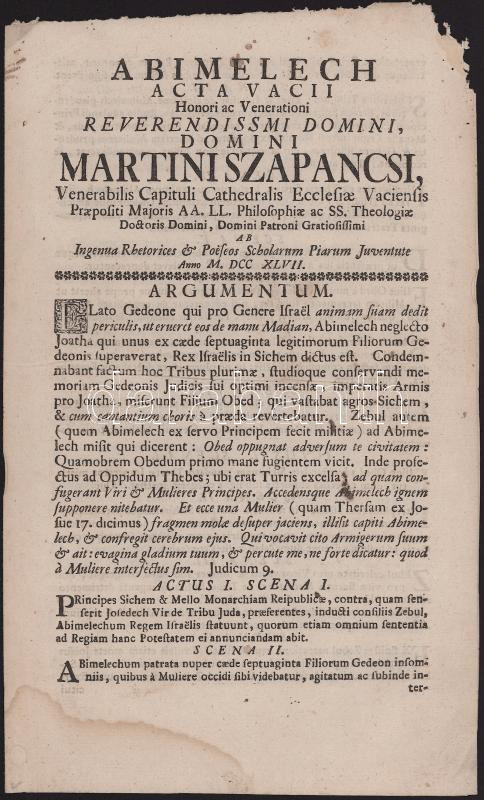 ABIMELECH
ACTA VACII
Honori ac Venerationi
REVERENDISSMI DOMINI,
DOMINI
MARTINI SZAPANCSI,
Venerabilis Capituli Cathedralis Ecclesiæ Vaciensis
Præpositi Majoris AA. LL. Philosophiæ ac SS. Theologiæ
Doctoris Domini, Domini Patroni Gratiosissimi
AB
Ingenua Rhetorices & Poëseos Scholarum Piarum Juventute
Anno M. DCC XLVII.
ARGUMENTUM.
ELato Gedeone qui pro Genere Israël animam suam dedit
periculis, ut erueret eos de manu Madian, Abimelech neglecto
Joatha qui unus ex cæde septuaginta legitimorum Filiorum Ge-
deonis superaverat, Rex Israëlis in Sichem dictus est. Condem-
nabant factum hoc Tribus plurimæ, studioque conservandi me-
moriam Gedeonis Judicis sui optimi incensæ, imperatis Armis
pro Joatha, miserunt Filium Obed; qui vastabat agros Sichem,
& cum cantantium choris à præda revertebatur. Zebul autem
(quem Abimelech ex servo Principem fecit militiæ) ad Abime-
lech misit qui dicerent: Obed oppugnat adversum te civitatem:
Quamobrem Obedum primo mane fugientem vicit. Inde profe-
ctus ad Oppidum Thebes; ubi erat Turris excelsa, ad quam con-
fugerant Viri & Mulieres Principes. Accedensque Abimelech ignem
supponere nitebatur. Et ecce una Mulier (quam Thersam ex Jo-
sue 17. dicimus) fragmen molæ desuper jaciens, illisit capiti Abime-
lech, & confregit cerebrum ejus. Qui vocavit cito Armigerum suum
& ait: evagina gladium tuum, & percute me, ne forte dicatur: quod
à Muliere interfectus sim. Judicum 9.
ACTUS I. SCENA I.
PRincipes Sichem & Mello Monarchiam Reipublicæ, contra, quam sen-
serit Josedech Vir de Tribu Juda, præferentes, inducti consiliis Zebul,
Abimelechum Regem Israëlis statuunt, quorum etiam omnium sententia
ad Regiam hanc Potestatem ei annunciandam abit.
SCENA II.
ABimelechum patrata nuper cæde septuaginta Filiorum Gedeon insom-
niis, quibus à Muliere occidi sibi videbatur, agitatum ac subinde in-
ter-